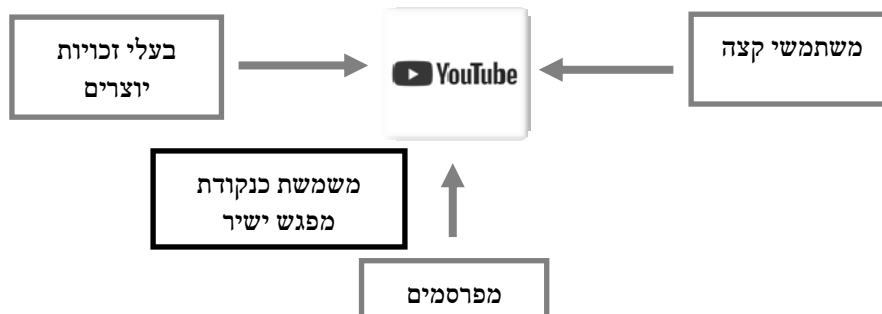 משתמשי קצה
YouTube
בעלי זכויות
יוצרים
משמשת כנקודת
מפגש ישיר
מפרסמים